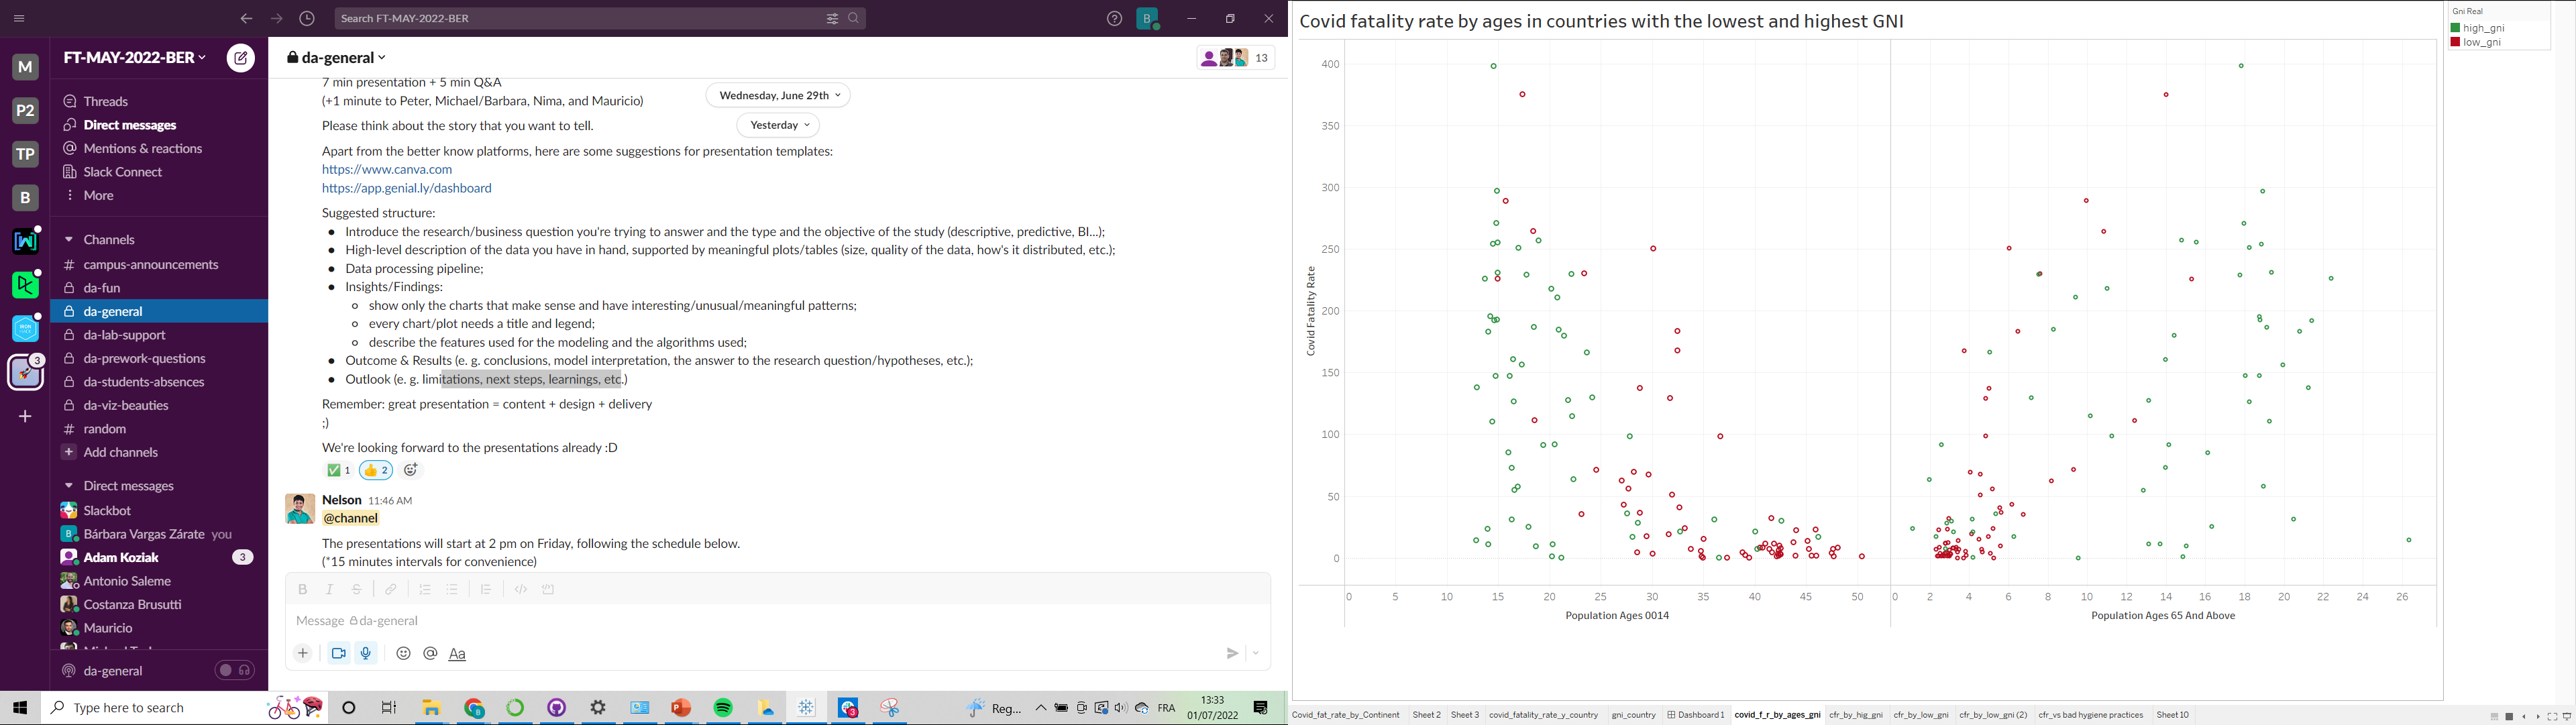 Search FT-MAY-2022-BER
B
M
P2
TP
B
3
FT-MAY-2022-BER
Threads
Direct messages
Mentions & reactions
Slack Connect
More
Channels
# campus-announcements
da-fun
da-general
da-lab-support
da-prework-questions
da-students-absences
da-viz-beauties
# random
Add channels
Direct messages
Slackbot
Bárbara Vargas Zárate you
Adam Koziak 3
Antonio Saleme
Costanza Brusutti
Mauricio
da-general
da-general
13
7 min presentation + 5 min Q&A
Wednesday, June 29th
(+1 minute to Peter, Michael/Barbara, Nima, and Mauricio)
Please think about the story that you want to tell.
Yesterday
Apart from the better know platforms, here are some suggestions for presentation templates:
https://www.canva.com
https://app.genial.ly/dashboard
Suggested structure:
• Introduce the research/business question you're trying to answer and the type and the objective of the study (descriptive, predictive, BI...);
• High-level description of the data you have in hand, supported by meaningful plots/tables (size, quality of the data, how's it distributed, etc.);
• Data processing pipeline;
• Insights/Findings:
◦ show only the charts that make sense and have interesting/unusual/meaningful patterns;
◦ every chart/plot needs a title and legend;
◦ describe the features used for the modeling and the algorithms used;
• Outcome & Results (e. g. conclusions, model interpretation, the answer to the research question/hypotheses, etc.);
• Outlook (e. g. limitations, next steps, learnings, etc.)
Remember: great presentation = content + design + delivery
;)
We're looking forward to the presentations already :D
1 2
Nelson 11:46 AM
@channel
The presentations will start at 2 pm on Friday, following the schedule below.
(*15 minutes intervals for convenience)
B I S
Message da-general
Aa
Type here to search
Reg...
FRA
13:33
01/07/2022
Covid fatality rate by ages in countries with the lowest and highest GNI
Gni Real
high_gni
low_gni
Covid Fatality Rate
400
350
300
250
200
150
100
50
0
0 5 10 15 20 25 30 35 40 45 50
Population Ages 0014
0 2 4 6 8 10 12 14 16 18 20 22 24 26
Population Ages 65 And Above
Covid_fat_rate_by_Continent Sheet 2 Sheet 3 covid_fatality_rate_y_country gni_country Dashboard 1 covid_f_r_by_ages_gni cfr_by_hig_gni cfr_by_low_gni cfr_by_low_gni (2) cfr_vs bad hygiene practices Sheet 10